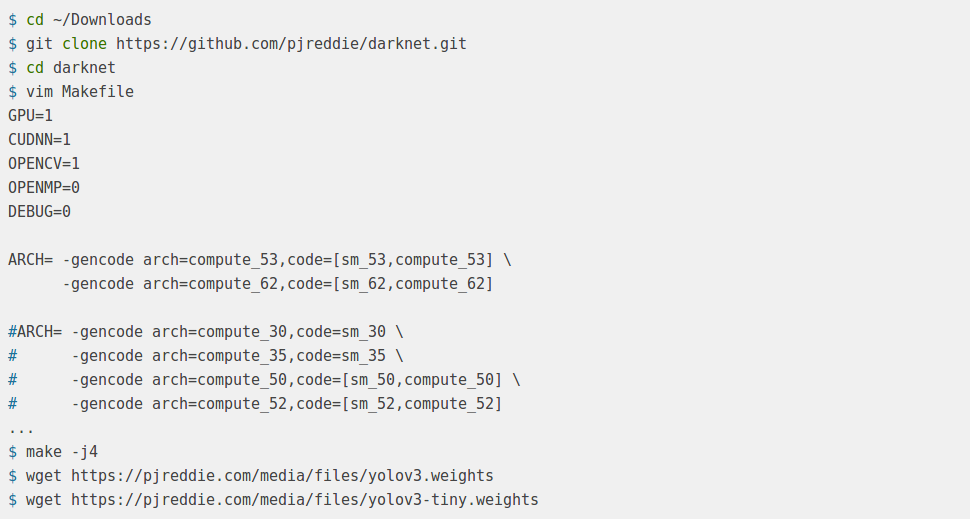 $ cd ~/Downloads
$ git clone https://github.com/pjreddie/darknet.git
$ cd darknet
$ vim Makefile
GPU=1
CUDNN=1
OPENCV=1
OPENMP=0
DEBUG=0
ARCH= -gencode arch=compute_53,code=[sm_53,compute_53] \
      -gencode arch=compute_62,code=[sm_62,compute_62]
#ARCH= -gencode arch=compute_30,code=sm_30 \
#      -gencode arch=compute_35,code=sm_35 \
#      -gencode arch=compute_50,code=[sm_50,compute_50] \
#      -gencode arch=compute_52,code=[sm_52,compute_52]
...
$ make -j4
$ wget https://pjreddie.com/media/files/yolov3.weights
$ wget https://pjreddie.com/media/files/yolov3-tiny.weights